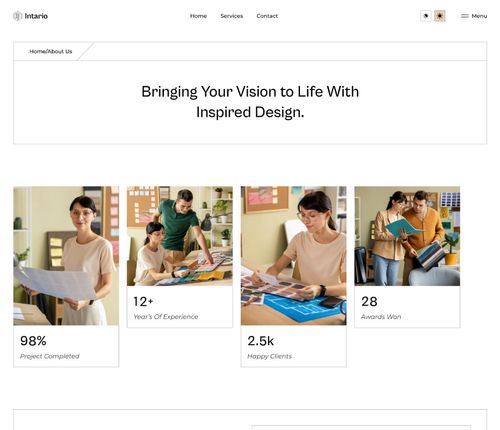 Intario
Home
Services
Contact
Menu
Home/About Us
Bringing Your Vision to Life With
Inspired Design.
98%
Project Completed
12+
Year's Of Experience
2.5k
Happy Clients
28
Awards Won